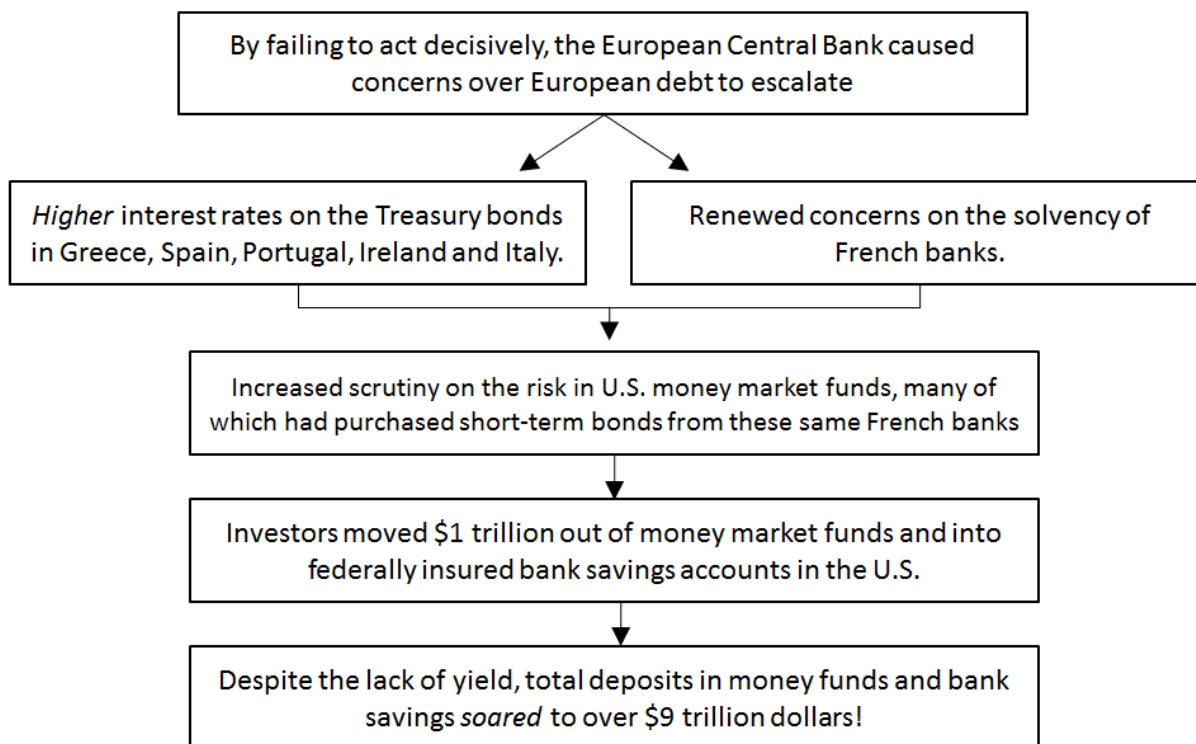 By failing to act decisively, the European Central Bank caused
concerns over European debt to escalate
Higher interest rates on the Treasury bonds
in Greece, Spain, Portugal, Ireland and Italy.
Renewed concerns on the solvency of
French banks.
Increased scrutiny on the risk in U.S. money market funds, many of
which had purchased short-term bonds from these same French banks
Investors moved $1 trillion out of money market funds and into
federally insured bank savings accounts in the U.S.
Despite the lack of yield, total deposits in money funds and bank
savings soared to over $9 trillion dollars!